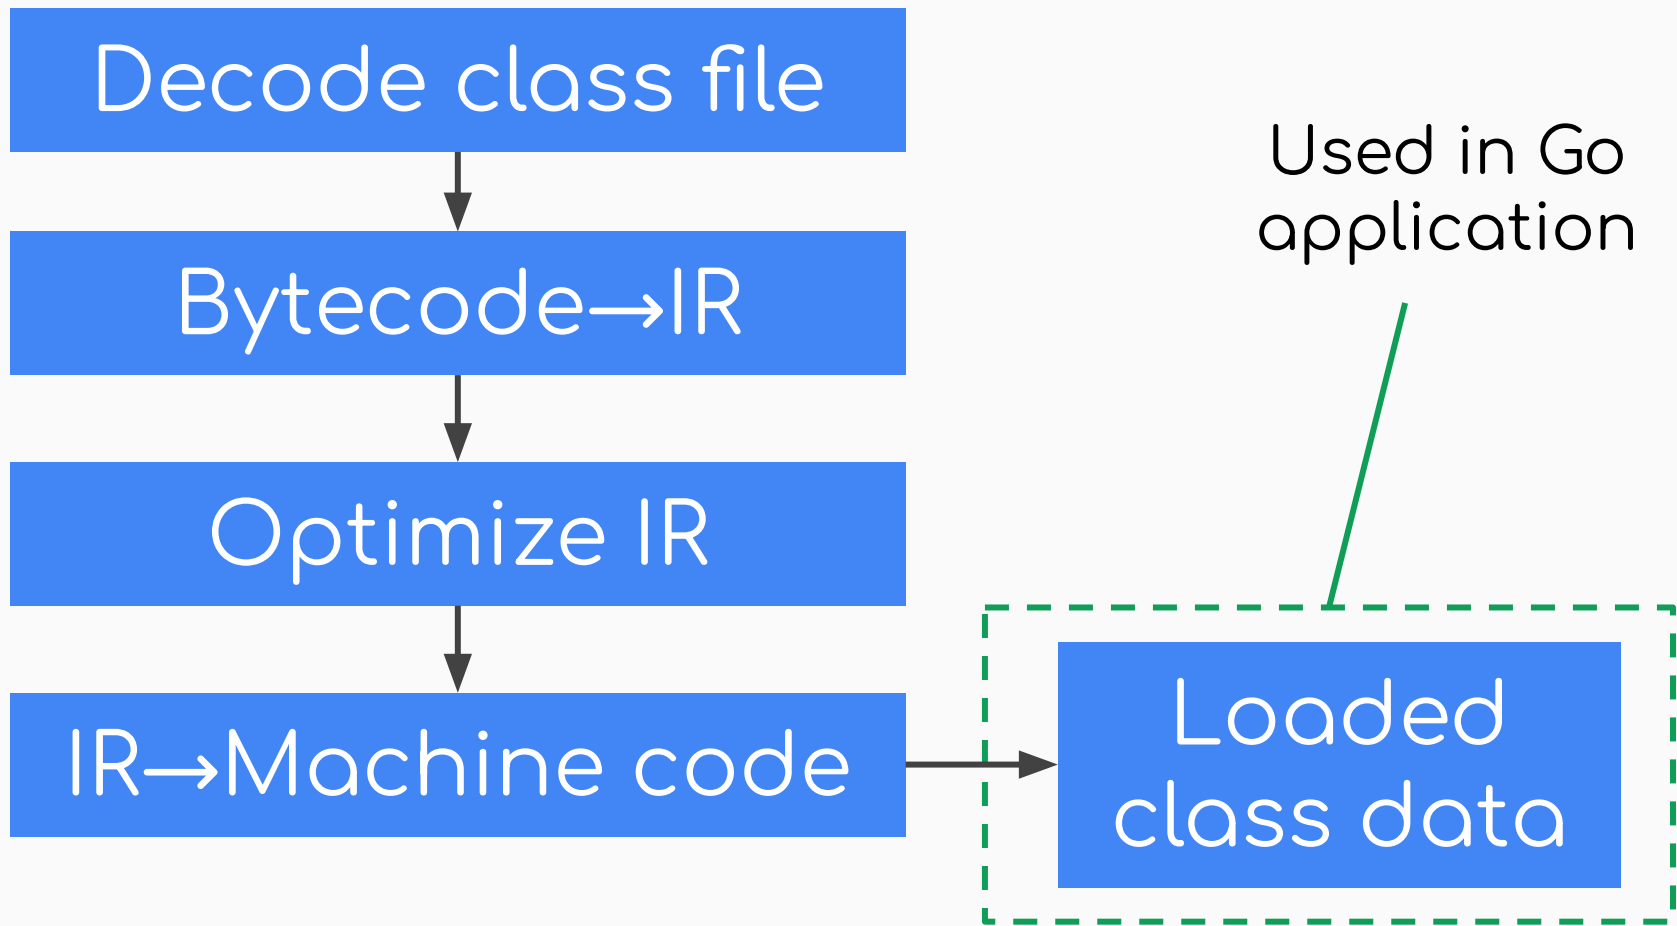 Decode class file
Bytecode→IR
Optimize IR
IR→Machine code
Used in Go
application
Loaded
class data